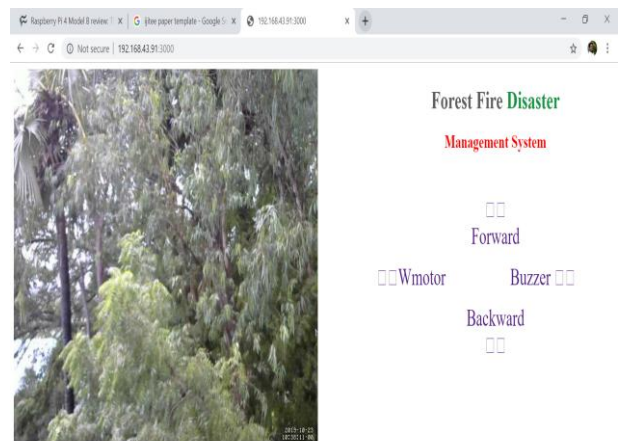 Raspberry Pi 4 Model B review:
ijitee paper template - Google S
192.168.43.91:3000
Not secure | 192.168.43.91:3000
Forest Fire Disaster
Management System
Forward
Wmotor Buzzer
Backward